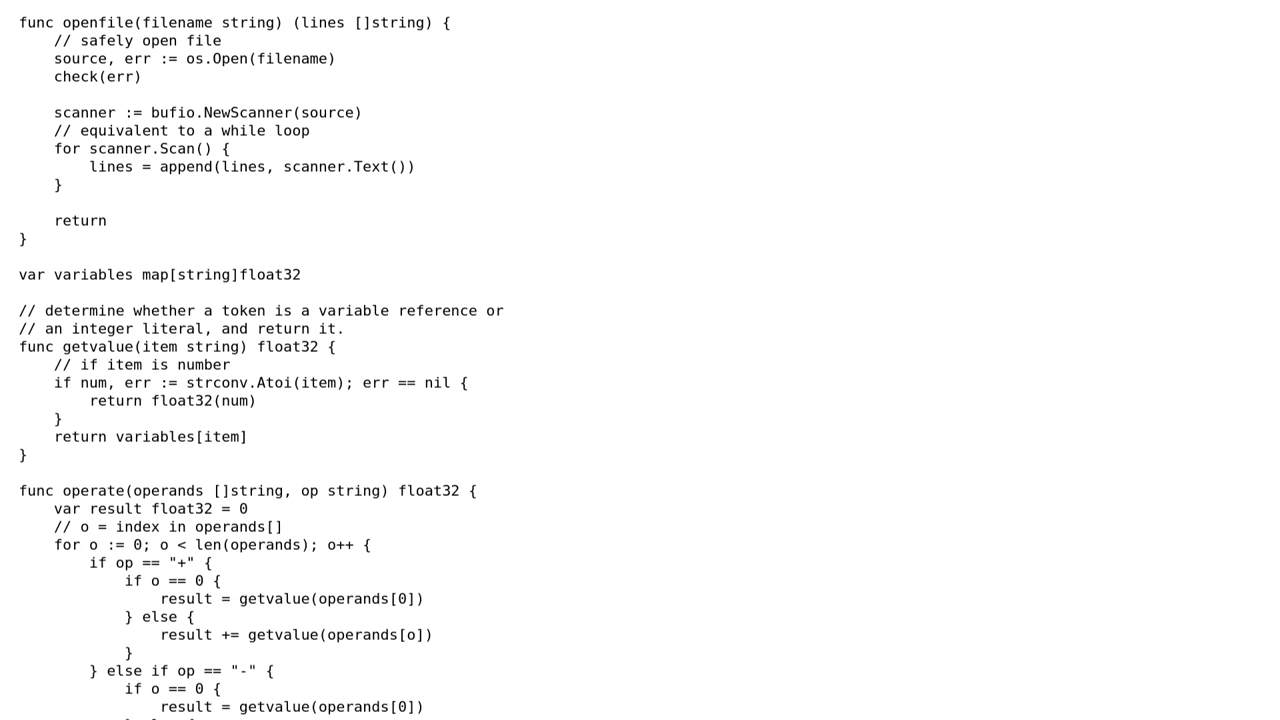 func openfile(filename string) (lines []string) {
    // safely open file
    source, err := os.Open(filename)
    check(err)

    scanner := bufio.NewScanner(source)
    // equivalent to a while loop
    for scanner.Scan() {
        lines = append(lines, scanner.Text())
    }

    return
}

var variables map[string]float32

// determine whether a token is a variable reference or
// an integer literal, and return it.
func getvalue(item string) float32 {
    // if item is number
    if num, err := strconv.Atoi(item); err == nil {
        return float32(num)
    }
    return variables[item]
}

func operate(operands []string, op string) float32 {
    var result float32 = 0
    // o = index in operands[]
    for o := 0; o < len(operands); o++ {
        if op == "+" {
            if o == 0 {
                result = getvalue(operands[0])
            } else {
                result += getvalue(operands[o])
            }
        } else if op == "-" {
            if o == 0 {
                result = getvalue(operands[0])